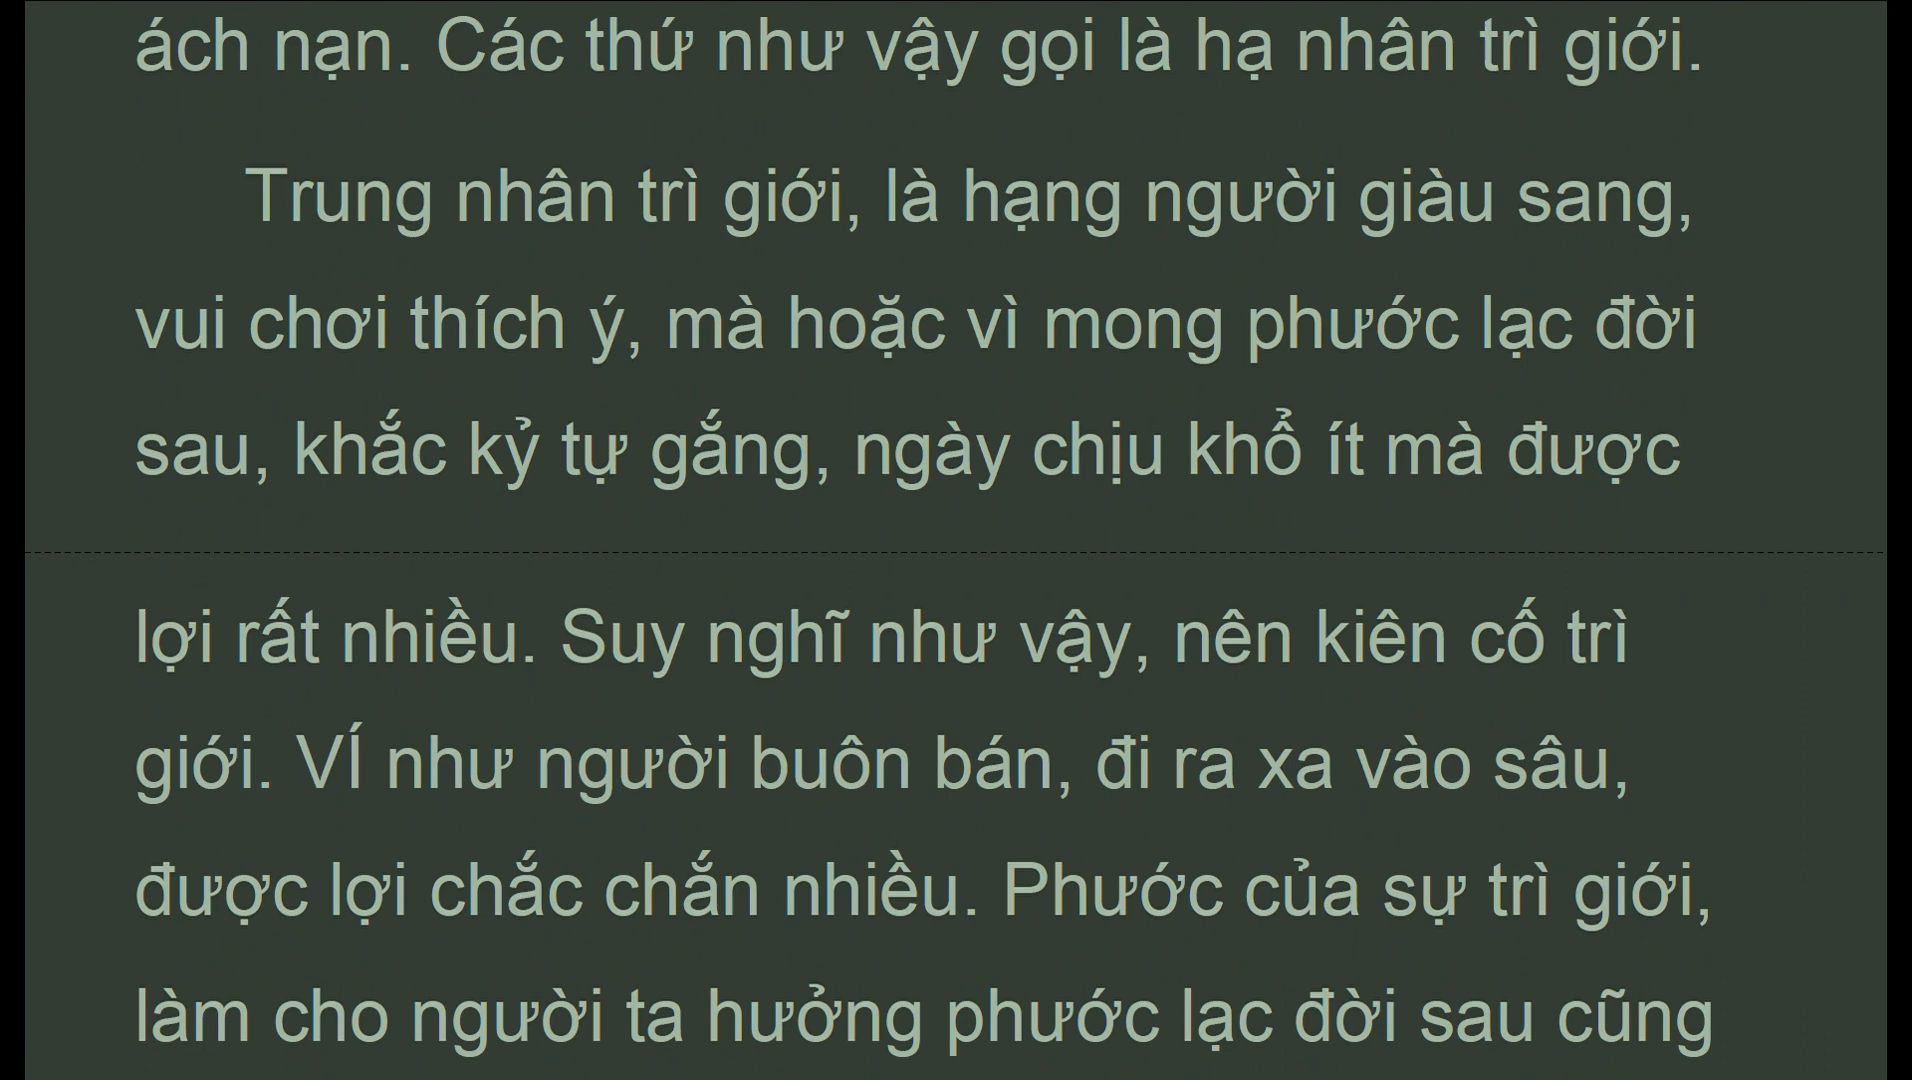 ách nạn. Các thứ như vậy gọi là hạ nhân trì giới.
Trung nhân trì giới, là hạng người giàu sang,
vui chơi thích ý, mà hoặc vì mong phước lạc đời
sau, khắc kỷ tự gắng, ngày chịu khổ ít mà được
lợi rất nhiều. Suy nghĩ như vậy, nên kiên cố trì
giới. VÍ như người buôn bán, đi ra xa vào sâu,
được lợi chắc chắn nhiều. Phước của sự trì giới,
làm cho người ta hưởng phước lạc đời sau cũng